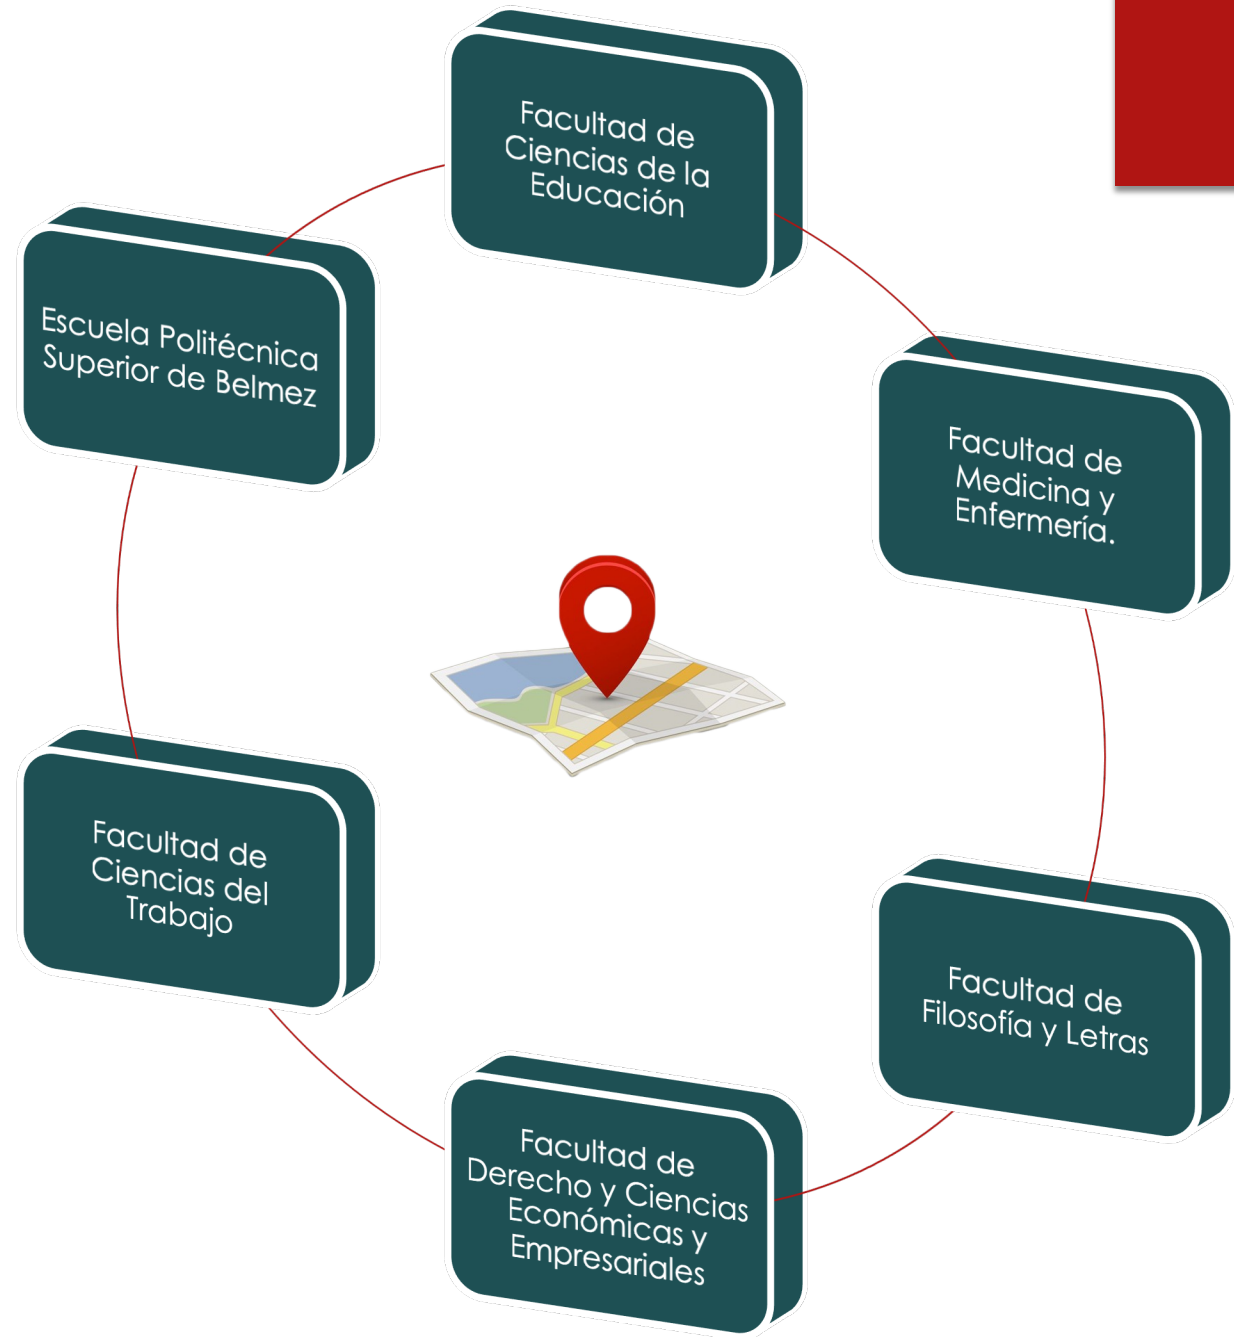 Facultad de
Ciencias de la
Educación
Facultad de
Medicina y
Enfermería.
Facultad de
Filosofía y Letras
Facultad de
Derecho y Ciencias
Económicas y
Empresariales
Facultad de
Ciencias del
Trabajo
Escuela Politécnica
Superior de Belmez